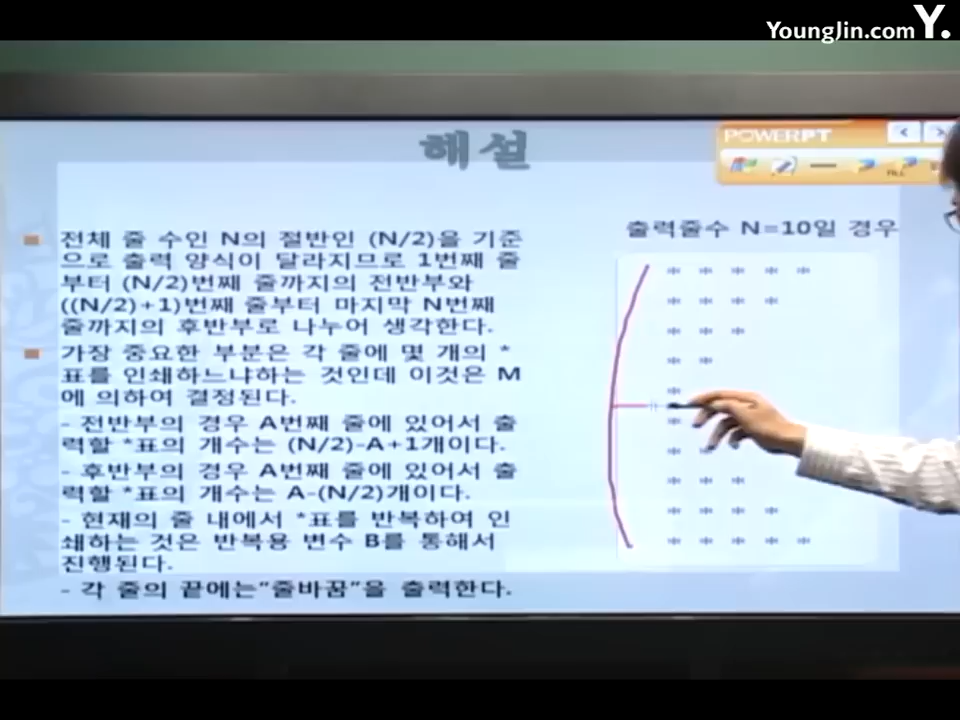 YoungJin.com Y.
해설
POWERPT
전체 줄 수인 N의 절반인 (N/2)을 기준
으로 출력 양식이 달라지므로 1번째 줄
부터 (N/2)번째 줄까지의 전반부와
((N/2)+1)번째 줄부터 마지막 N번째
줄까지의 후반부로 나누어 생각한다.
가장 중요한 부분은 각 줄에 몇 개의 *
표를 인쇄하느냐하는 것인데 이것은 M
에 의하여 결정된다.
- 전반부의 경우 A번째 줄에 있어서 출
력할 *표의 개수는 (N/2)-A+1개이다.
- 후반부의 경우 A번째 줄에 있어서 출
력할 *표의 개수는 A-(N/2)개이다.
- 현재의 줄 내에서 *표를 반복하여 인
쇄하는 것은 반복용 변수 B를 통해서
진행된다.
- 각 줄의 끝에는"줄바꿈"을 출력한다.
출력줄수 N=10일 경우
* * * * *
* * * *
* * *
* *
*
*
* *
* * *
* * * *
* * * * *